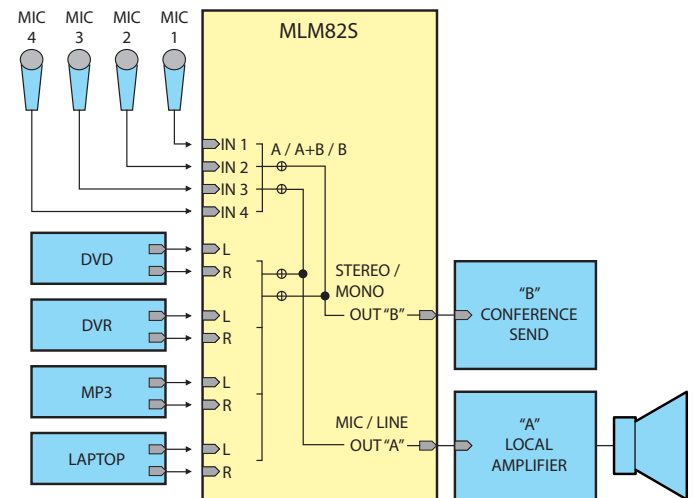 MIC 4
MIC 3
MIC 2
MIC 1
MLM82S
IN 1
A / A+B / B
IN 2
IN 3
IN 4
DVD
L
R
STEREO /
MONO
OUT "B"
"B"
CONFERENCE
SEND
DVR
L
R
MP3
L
R
MIC / LINE
OUT "A"
"A"
LOCAL
AMPLIFIER
LAPTOP
L
R